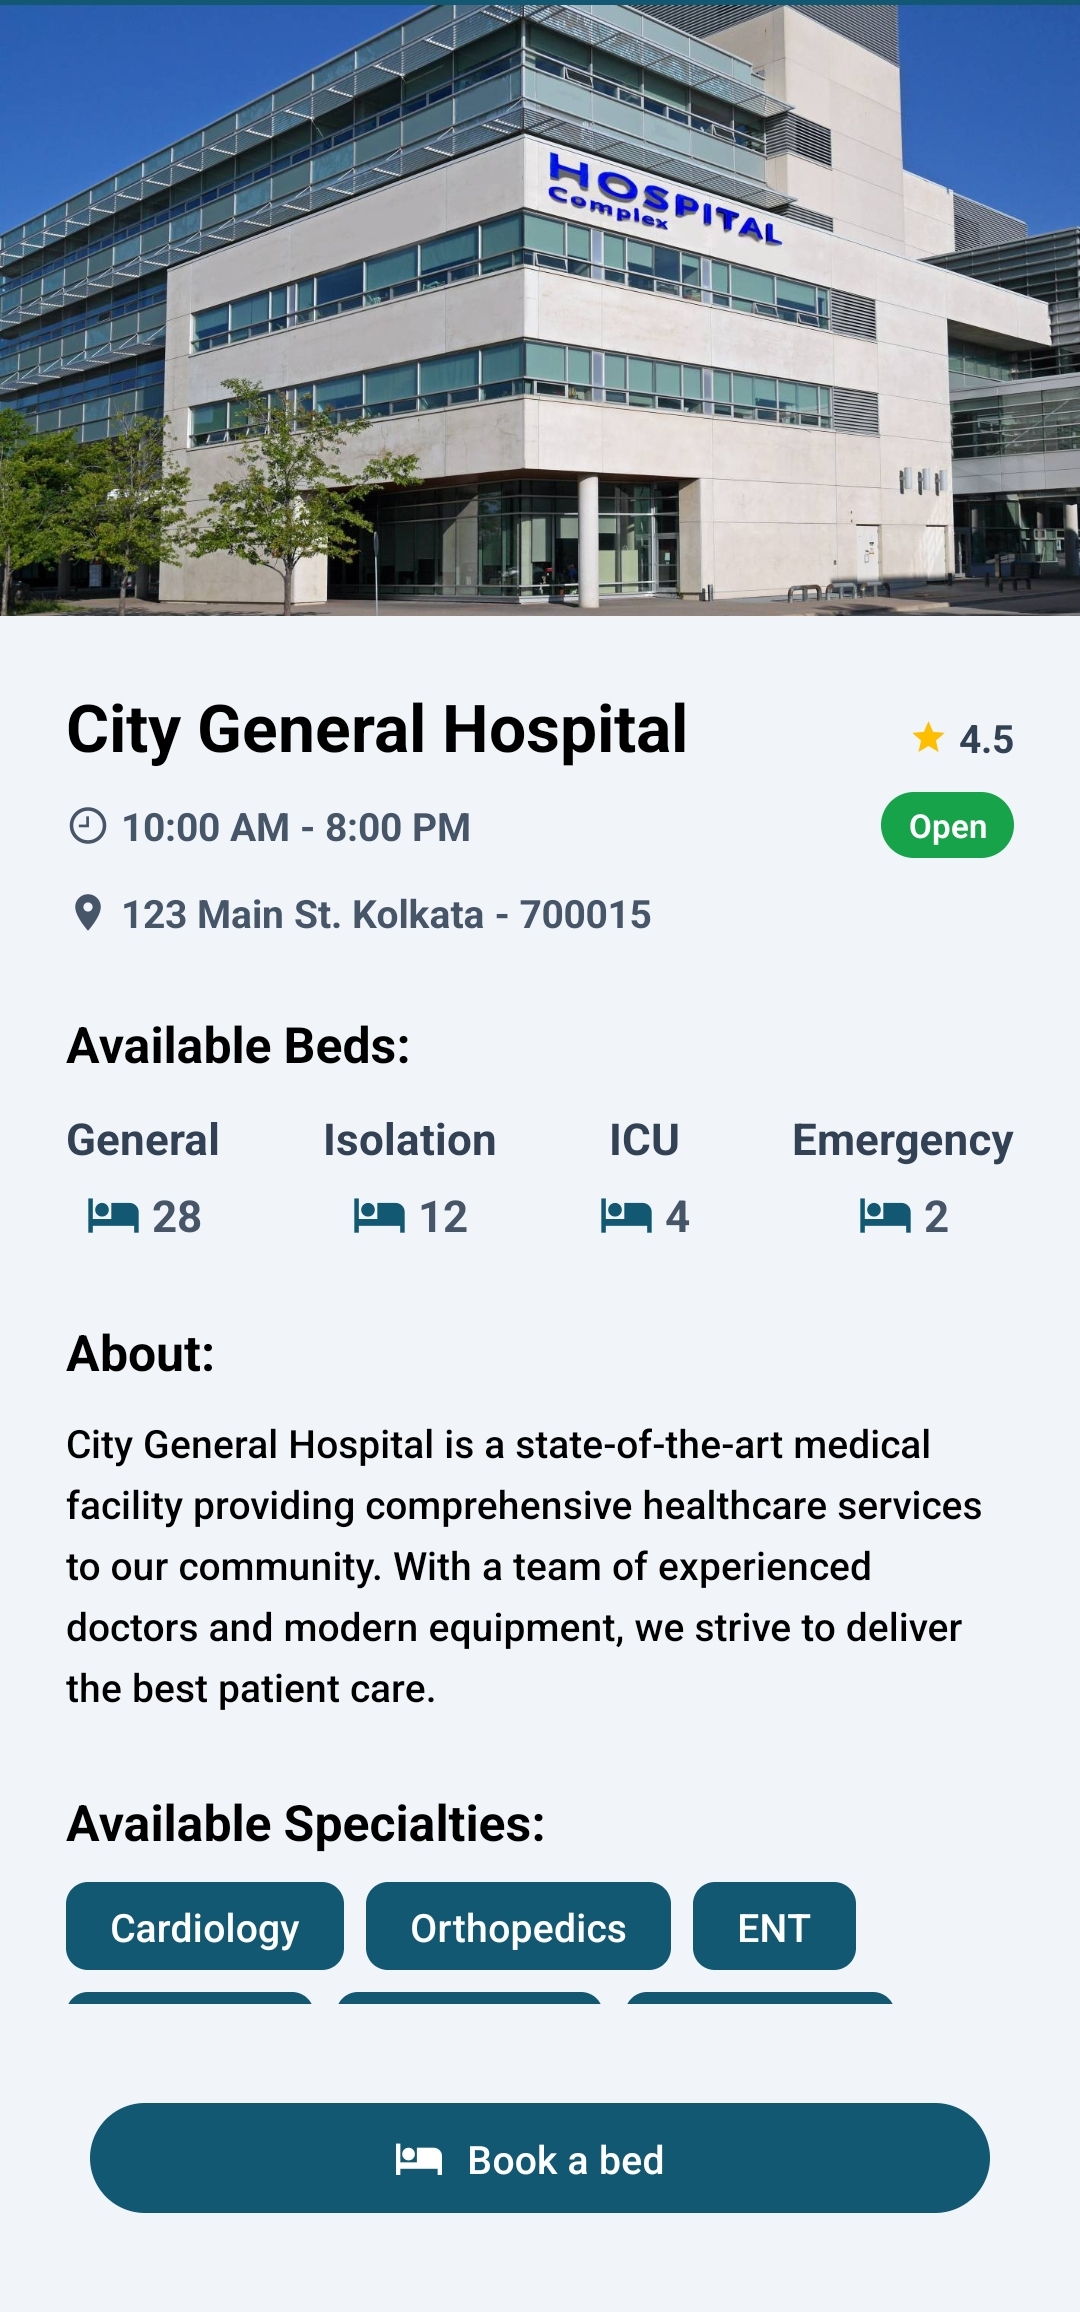 HOSPITAL
Complex
City General Hospital
4.5
10:00 AM - 8:00 PM
Open
123 Main St. Kolkata - 700015
Available Beds:
General Isolation ICU Emergency
28 12 4 2
About:
City General Hospital is a state-of-the-art medical
facility providing comprehensive healthcare services
to our community. With a team of experienced
doctors and modern equipment, we strive to deliver
the best patient care.
Available Specialties:
Cardiology Orthopedics ENT
Book a bed